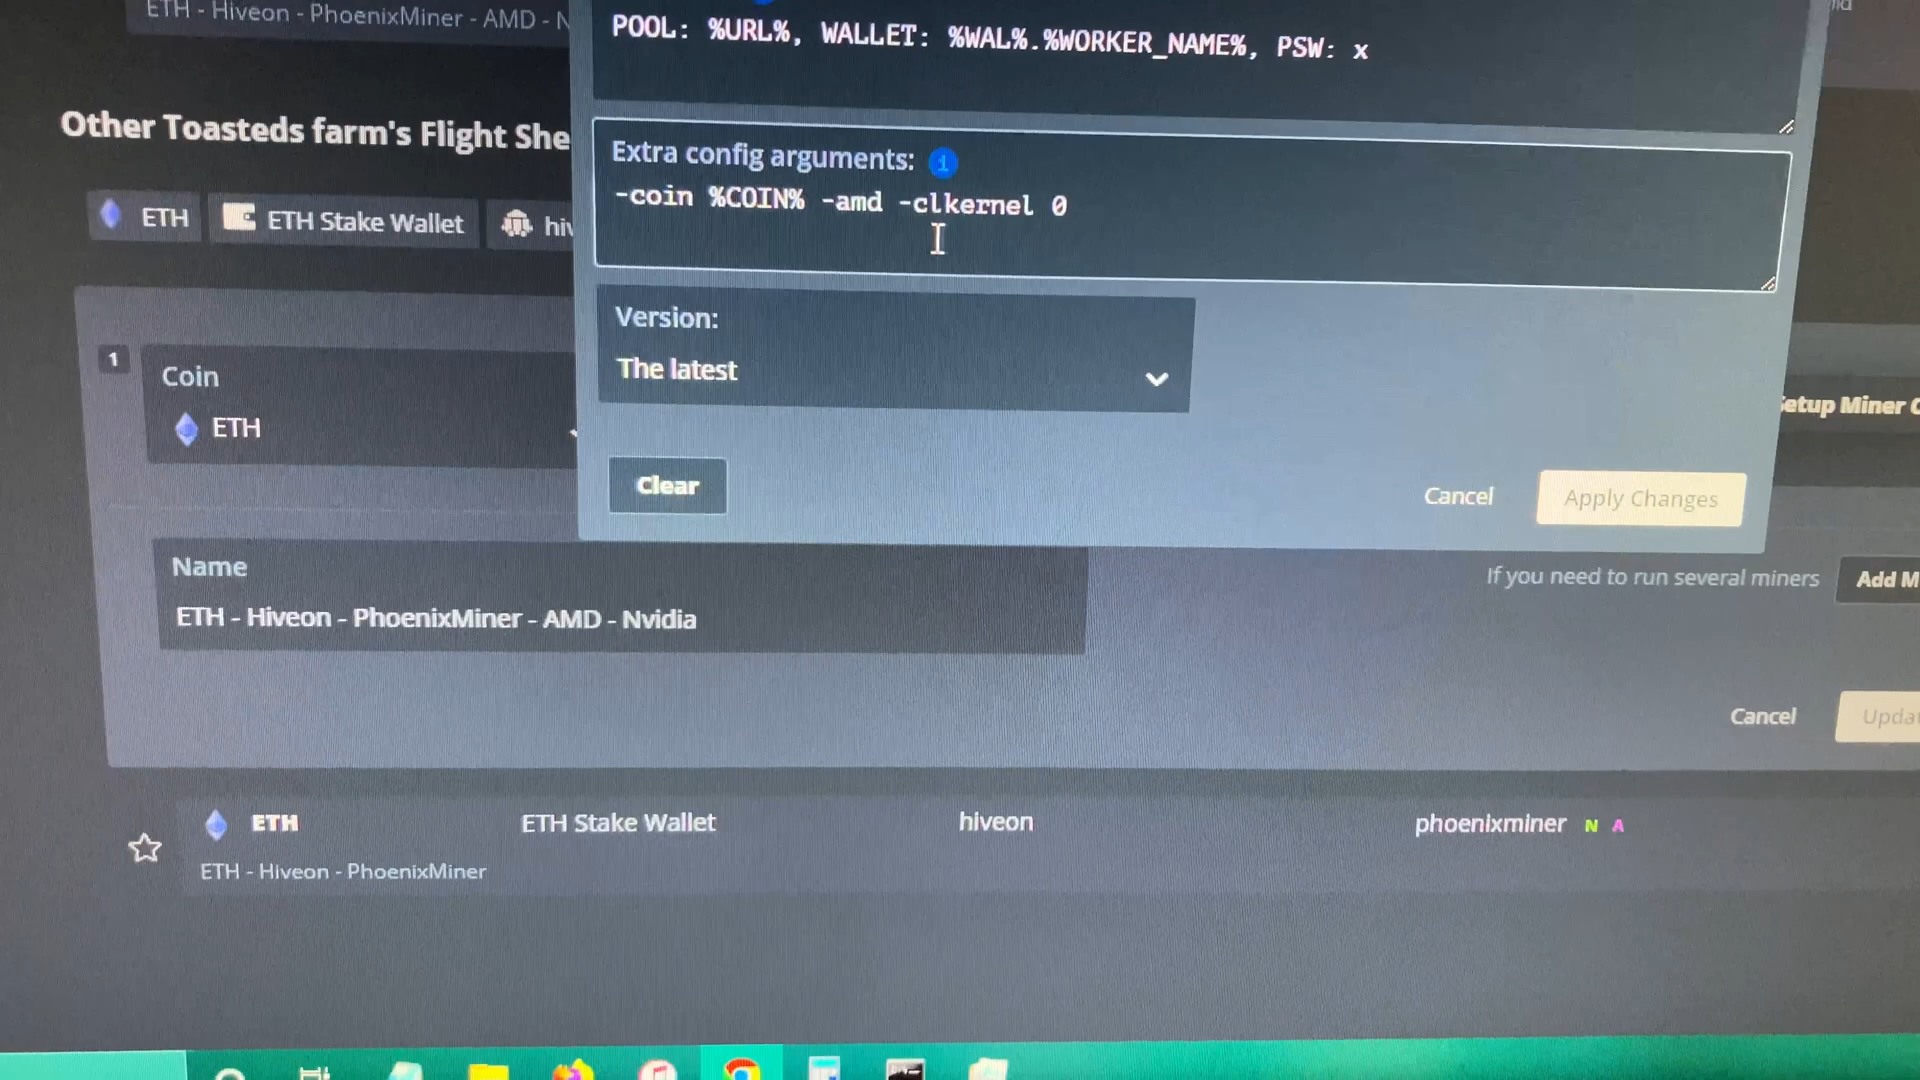 ETH - Hiveon - PhoenixMiner - AMD -
POOL: %URL%, WALLET: %WAL%.%WORKER_NAME%, PSW: x
Other Toasteds farm's Flight She
Extra config arguments: i
-coin %COIN% -amd -clkernel 0
ETH
ETH Stake Wallet
hiv
Version:
The latest
1
Coin
ETH
Setup Miner C
Clear
Cancel
Apply Changes
Name
ETH - Hiveon - PhoenixMiner - AMD - Nvidia
If you need to run several miners
Add M
Cancel
Updat
ETH
ETH Stake Wallet
hiveon
phoenixminer N A
ETH - Hiveon - PhoenixMiner